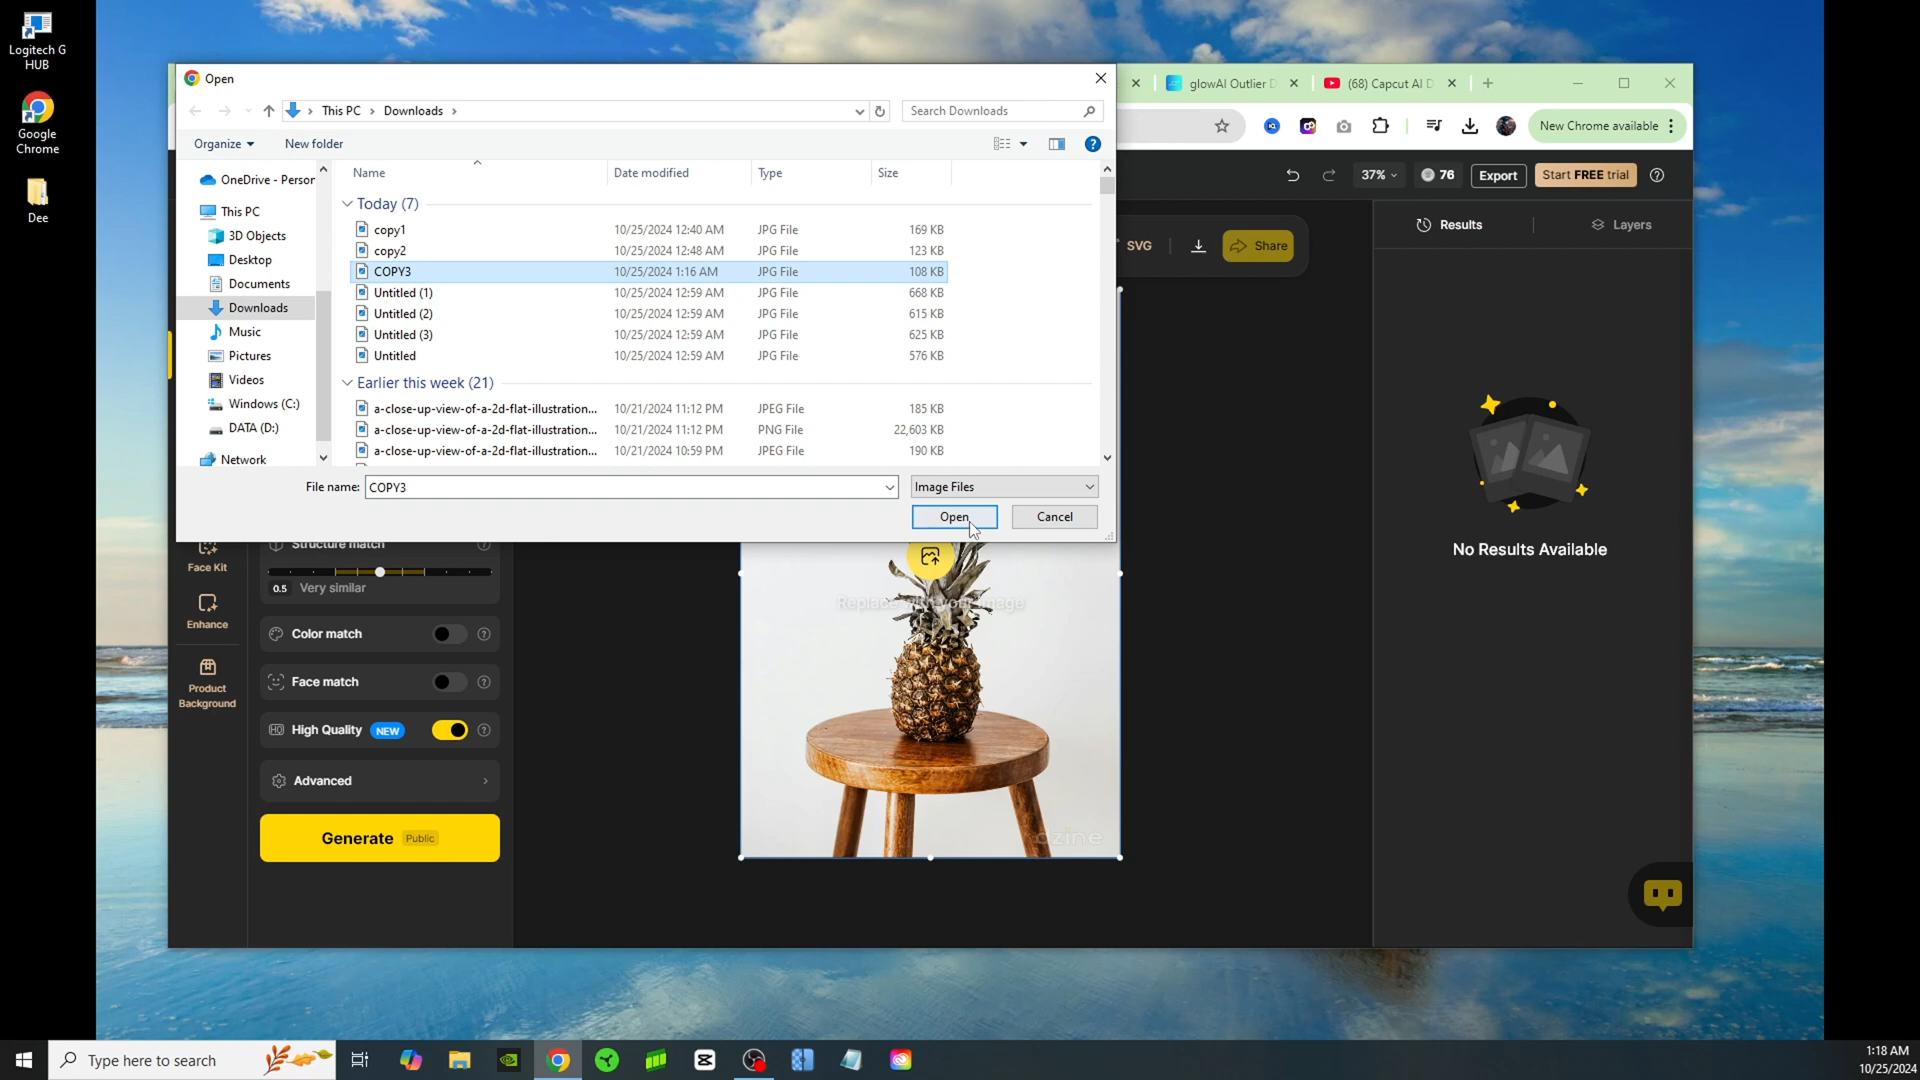 Logitech G
HUB
Google
Chrome
Dee
Open
This PC
Downloads
Search Downloads
Organize
New folder
OneDrive - Person
This PC
3D Objects
Desktop
Documents
Downloads
Music
Pictures
Videos
Windows (C:)
DATA (D:)
Network
Name Date modified Type Size
Today (7)
copy1 10/25/2024 12:40 AM JPG File 169 KB
copy2 10/25/2024 12:48 AM JPG File 123 KB
COPY3 10/25/2024 1:16 AM JPG File 108 KB
Untitled (1) 10/25/2024 12:59 AM JPG File 668 KB
Untitled (2) 10/25/2024 12:59 AM JPG File 615 KB
Untitled (3) 10/25/2024 12:59 AM JPG File 625 KB
Untitled 10/25/2024 12:59 AM JPG File 576 KB
Earlier this week (21)
a-close-up-view-of-a-2d-flat-illustration... 10/21/2024 11:12 PM JPEG File 185 KB
a-close-up-view-of-a-2d-flat-illustration... 10/21/2024 11:12 PM PNG File 22,603 KB
a-close-up-view-of-a-2d-flat-illustration... 10/21/2024 10:59 PM JPEG File 190 KB
File name: COPY3 Image Files
Open Cancel
glowAI Outlier D
(68) Capcut AI D
New Chrome available
37% 76 Export Start FREE trial
SVG Share
Results Layers
No Results Available
Face Kit
Enhance
Product
Background
Structure match
0.5 Very similar
Color match
Face match
High Quality NEW
Advanced
Generate Public
Replace with your image
Type here to search
1:18 AM
10/25/2024